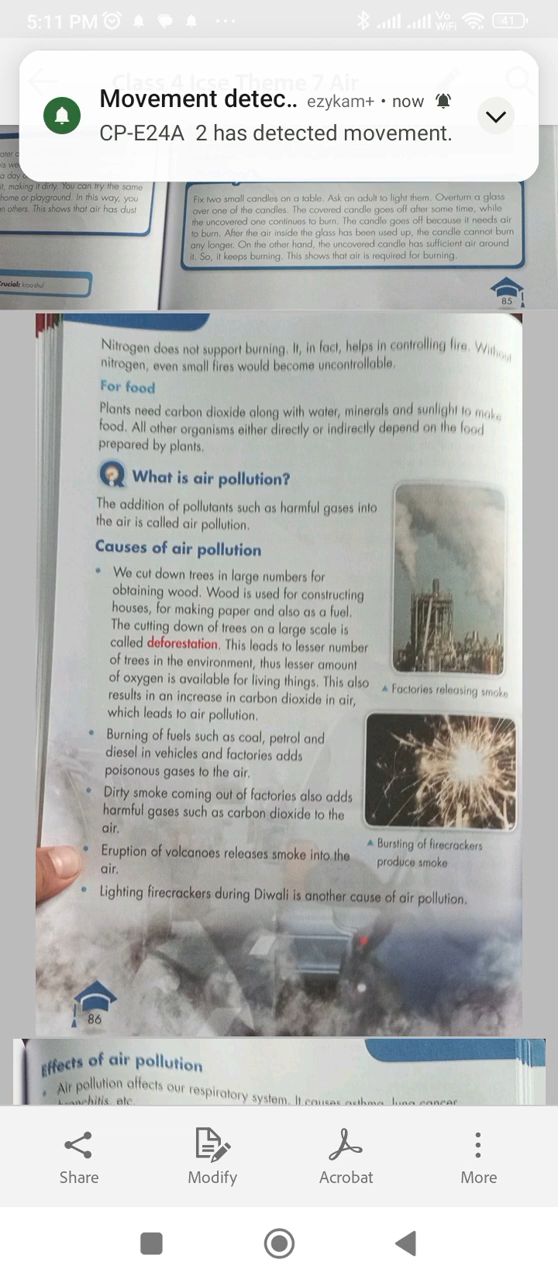 5:11 PM
Vo
WiFi
41
Class 4 Icse Theme 7 Air
Movement detec.. ezykam+ • now
CP-E24A 2 has detected movement.
a day
it, making it dirty. You can try the same
home or playground. In this way, you
others. This shows that air has dust
Fix two small candles on a table. Ask an adult to light them. Overturn a glass
over one of the candles. The covered candle goes off after some time, while
the uncovered one continues to burn. The candle goes off because it needs air
to burn. After the air inside the glass has been used up, the candle cannot burn
any longer. On the other hand, the uncovered candle has sufficient air around
it. So, it keeps burning. This shows that air is required for burning.
85
Nitrogen does not support burning. It, in fact, helps in controlling fire. Without
nitrogen, even small fires would become uncontrollable.
For food
Plants need carbon dioxide along with water, minerals and sunlight to make
food. All other organisms either directly or indirectly depend on the food
prepared by plants.
What is air pollution?
The addition of pollutants such as harmful gases into
the air is called air pollution.
Causes of air pollution
• We cut down trees in large numbers for
obtaining wood. Wood is used for constructing
houses, for making paper and also as a fuel.
The cutting down of trees on a large scale is
called deforestation. This leads to lesser number
of trees in the environment, thus lesser amount
of oxygen is available for living things. This also
results in an increase in carbon dioxide in air,
which leads to air pollution.
▲ Factories releasing smoke
• Burning of fuels such as coal, petrol and
diesel in vehicles and factories adds
poisonous gases to the air.
• Dirty smoke coming out of factories also adds
harmful gases such as carbon dioxide to the
air.
▲ Bursting of firecrackers
produce smoke
• Eruption of volcanoes releases smoke into the
air.
• Lighting firecrackers during Diwali is another cause of air pollution.
86
Effects of air pollution
• Air pollution affects our respiratory system. It causes asthma, lung cancer,
bronchitis, etc.
Share
Modify
Acrobat
More